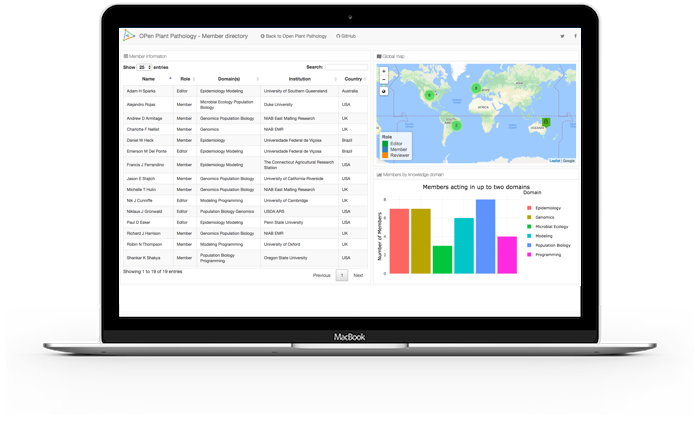 OPen Plant Pathology - Member directory
Back to Open Plant Pathology
GitHub
Member information
Show 20 entries
Search:
Name Role Domain(s) Institution Country
Adam H Sparks Editor Epidemiology Modeling University of Southern Queensland Australia
Alejandro Rojas Member Microbial Ecology Population Biology Duke University USA
Andrew D Armitage Member Genomics Population Biology NIAB East Malling Research UK
Charlotte F Nellist Member Genomics NIAB EMR UK
Daniel W Heck Member Epidemiology Universidade Federal de Viçosa Brazil
Emerson M Del Ponte Editor Epidemiology Modeling Universidade Federal de Viçosa Brazil
Francis J Ferrandino Member Epidemiology Modeling The Connecticut Agricultural Research Station USA
Jason E Stajich Member Genomics Population Biology University of California-Riverside USA
Michelle T Hulin Member Genomics Population Biology NIAB East Malling Research UK
Nik J Cunniffe Editor Modeling Programming University of Cambridge UK
Niklaus J Grünwald Editor Population Biology Genomics USDA ARS USA
Paul D Esker Editor Epidemiology Modeling Penn State University USA
Richard J Harrison Member Genomics Population Biology NIAB EMR UK
Robin N Thompson Member Modeling Programming University of Oxford UK
Shankar K Shakya Member Population Biology Programming Oregon State University USA
Showing 1 to 19 of 19 entries
Previous 1 Next
Global map
+
−
AFRICA
OCEANIA
Role
Editor
Member
Reviewer
Leaflet | Google
Members by knowledge domain
Members acting in up to two domains
Number of Members
8
6
4
2
0
Domain
Epidemiology
Genomics
Microbial Ecology
Modeling
Population Biology
Programming
MacBook